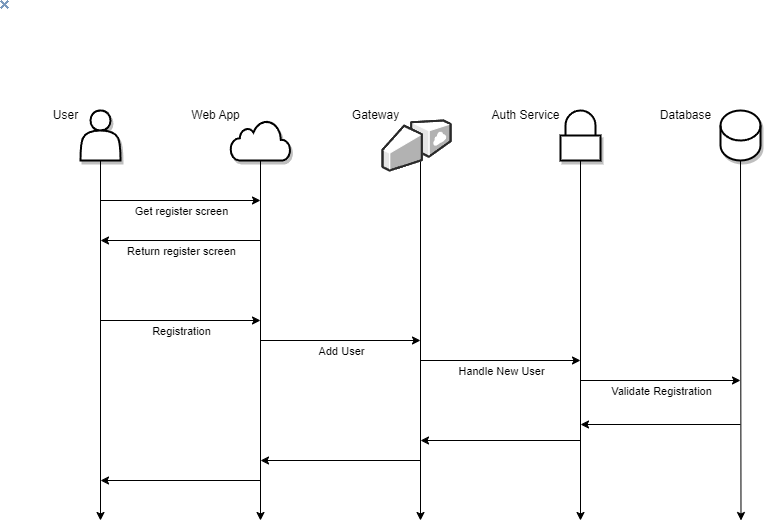 User
Web App
Gateway
Auth Service
Database
Get register screen
Return register screen
Registration
Add User
Handle New User
Validate Registration